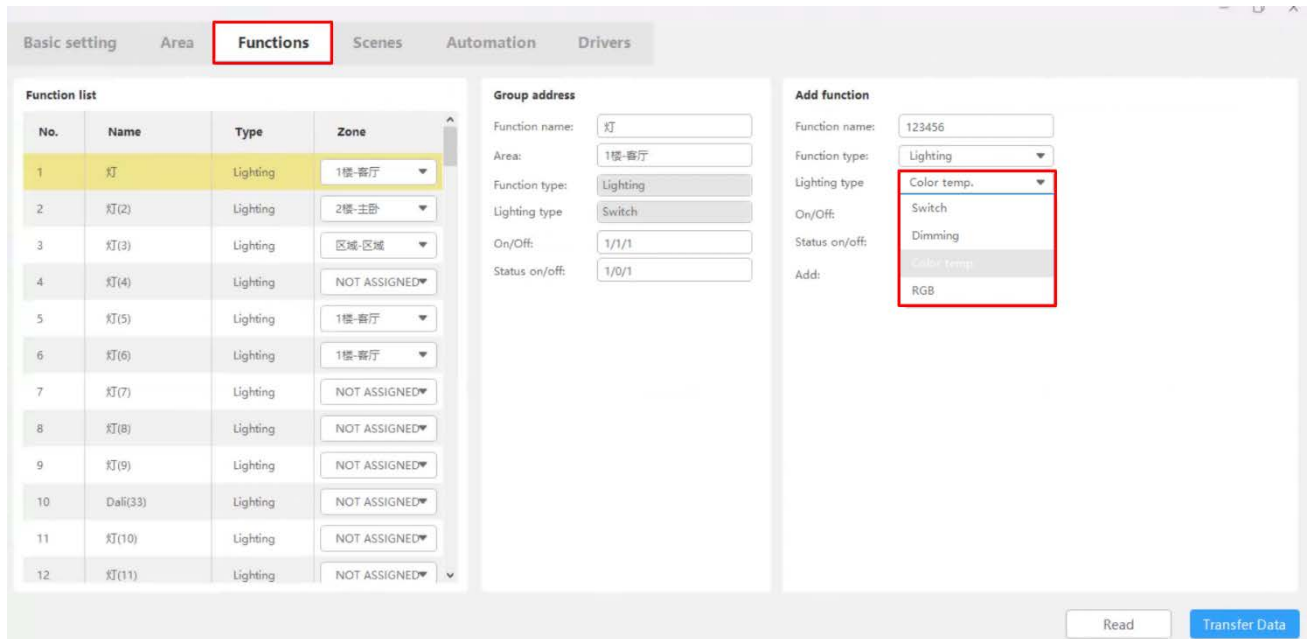 Basic setting Area Functions Scenes Automation Drivers
Function list
No. Name Type Zone
1 灯 Lighting 1楼-客厅
2 灯(2) Lighting 2楼-主卧
3 灯(3) Lighting 区域-区域
4 灯(4) Lighting NOT ASSIGNED
5 灯(5) Lighting 1楼-客厅
6 灯(6) Lighting 1楼-客厅
7 灯(7) Lighting NOT ASSIGNED
8 灯(8) Lighting NOT ASSIGNED
9 灯(9) Lighting NOT ASSIGNED
10 Dali(33) Lighting NOT ASSIGNED
11 灯(10) Lighting NOT ASSIGNED
12 灯(11) Lighting NOT ASSIGNED
Group address
Function name: 灯
Area: 1楼-客厅
Function type: Lighting
Lighting type Switch
On/Off: 1/1/1
Status on/off: 1/0/1
Add function
Function name: 123456
Function type: Lighting
Lighting type Color temp.
On/Off:
Status on/off:
Add:
Switch
Dimming
Color temp.
RGB
Read Transfer Data